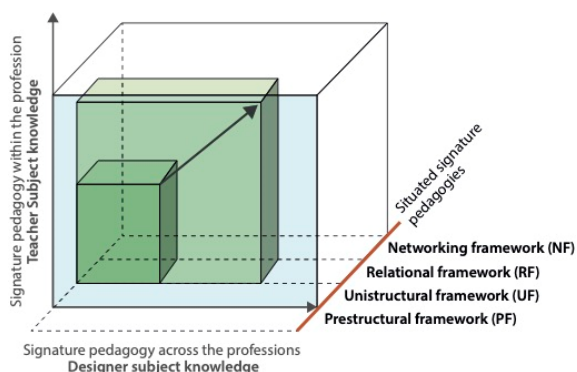 Signature pedagogy within the profession
Teacher Subject knowledge
Situated signature
pedagogies
Networking framework (NF)
Relational framework (RF)
Unistructural framework (UF)
Prestructural framework (PF)
Signature pedagogy across the professions
Designer subject knowledge